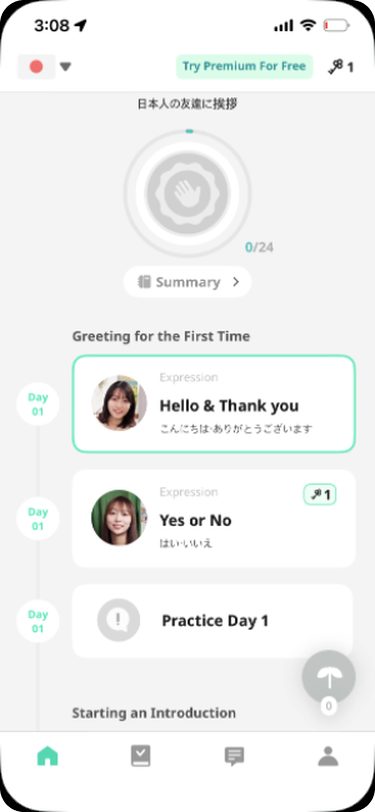 3:08
Try Premium For Free
1
日本人の友達に挨拶
0/24
Summary
Greeting for the First Time
Day 01
Expression
Hello & Thank you
こんにちは·ありがとうございます
Day 01
Expression
1
Yes or No
はい·いいえ
Day 01
Practice Day 1
0
Starting an Introduction